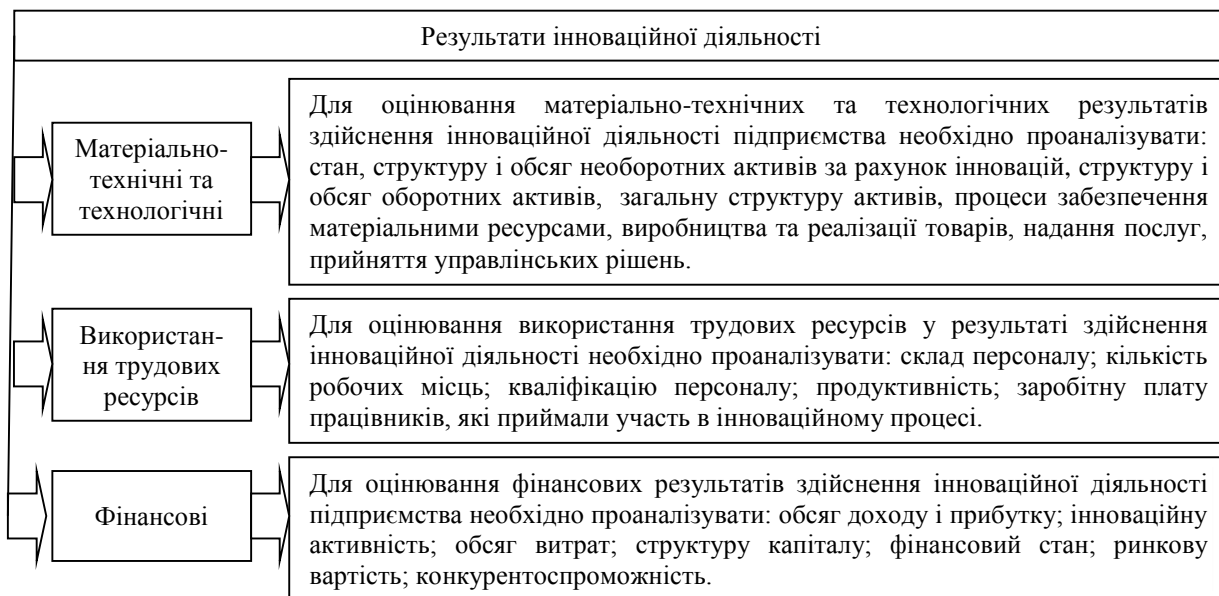 Результати інноваційної діяльності
Матеріально-
технічні та
технологічні
Для оцінювання матеріально-технічних та технологічних результатів
здійснення інноваційної діяльності підприємства необхідно проаналізувати:
стан, структуру і обсяг необоротних активів за рахунок інновацій, структуру і
обсяг оборотних активів, загальну структуру активів, процеси забезпечення
матеріальними ресурсами, виробництва та реалізації товарів, надання послуг,
прийняття управлінських рішень.
Використан-
ня трудових
ресурсів
Для оцінювання використання трудових ресурсів у результаті здійснення
інноваційної діяльності необхідно проаналізувати: склад персоналу; кількість
робочих місць; кваліфікацію персоналу; продуктивність; заробітну плату
працівників, які приймали участь в інноваційному процесі.
Фінансові
Для оцінювання фінансових результатів здійснення інноваційної діяльності
підприємства необхідно проаналізувати: обсяг доходу і прибутку; інноваційну
активність; обсяг витрат; структуру капіталу; фінансовий стан; ринкову
вартість; конкурентоспроможність.